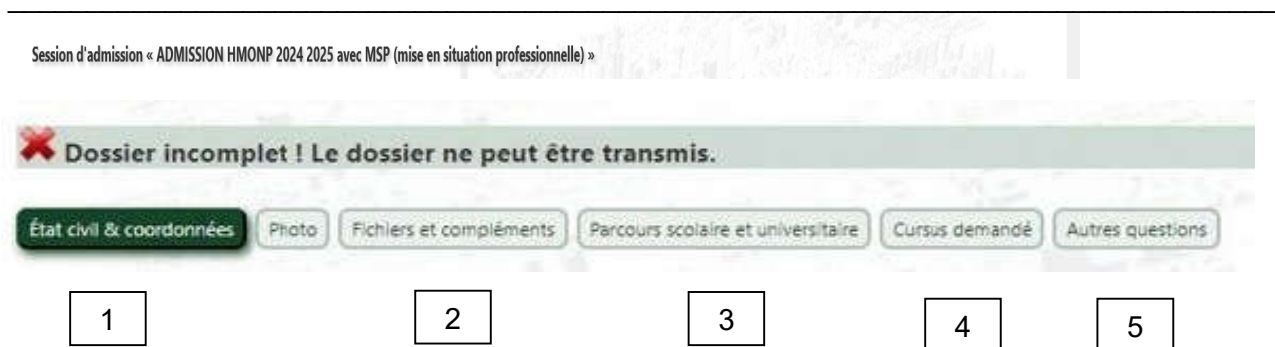 Session d'admission « ADMISSION HMONP 2024 2025 avec MSP (mise en situation professionnelle) »
Dossier incomplet ! Le dossier ne peut être transmis.
État civil & coordonnées Photo Fichiers et compléments Parcours scolaire et universitaire Cursus demandé Autres questions
1 2 3 4 5